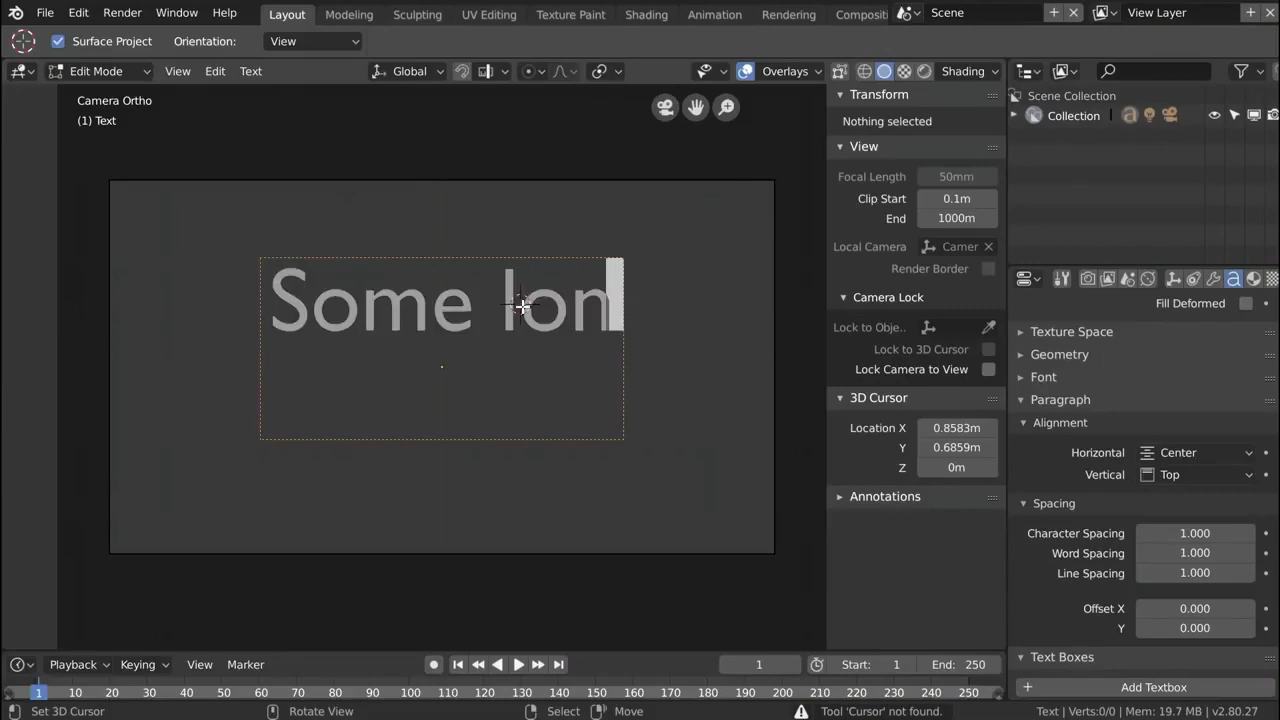 File Edit Render Window Help Layout Modeling Sculpting UV Editing Texture Paint Shading Animation Rendering Composit Scene View Layer
Surface Project Orientation: View
Edit Mode View Edit Text Global Overlays Shading
Camera Ortho
(1) Text
Some lon
Transform
Nothing selected
View
Focal Length 50mm
Clip Start 0.1m
End 1000m
Local Camera Camer
Render Border
Camera Lock
Lock to Obje..
Lock to 3D Cursor
Lock Camera to View
3D Cursor
Location X 0.8583m
Y 0.6859m
Z 0m
Annotations
Scene Collection
Collection
Fill Deformed
Texture Space
Geometry
Font
Paragraph
Alignment
Horizontal Center
Vertical Top
Spacing
Character Spacing 1.000
Word Spacing 1.000
Line Spacing 1.000
Offset X 0.000
Y 0.000
Text Boxes
Add Textbox
Playback Keying View Marker 1 Start: 1 End: 250
1 10 20 30 40 50 60 70 80 90 100 110 120 130 140 150 160 170 180 190 200 210 220 230 240 250
Set 3D Cursor Rotate View Select Move Tool 'Cursor' not found. Text | Verts:0/0 | Mem: 19.7 MB | v2.80.27